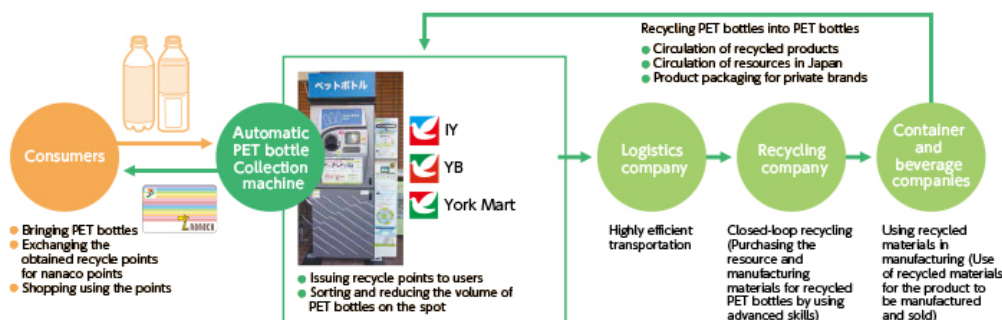 Recycling PET bottles into PET bottles
Circulation of recycled products
Circulation of resources in Japan
Product packaging for private brands
Consumers
Automatic
PET bottle
Collection
machine
ペットボトル
IY
YB
York Mart
Logistics
company
Recycling
company
Container
and
beverage
companies
nanaco
Bringing PET bottles
Exchanging the
obtained recycle points
for nanaco points
Shopping using the points
Issuing recycle points to users
Sorting and reducing the volume of
PET bottles on the spot
Highly efficient
transportation
Closed-loop recycling
(Purchasing the
resource and
manufacturing
materials for recycled
PET bottles by using
advanced skills)
Using recycled
materials in
manufacturing (Use
of recycled materials
for the product to
be manufactured
and sold)